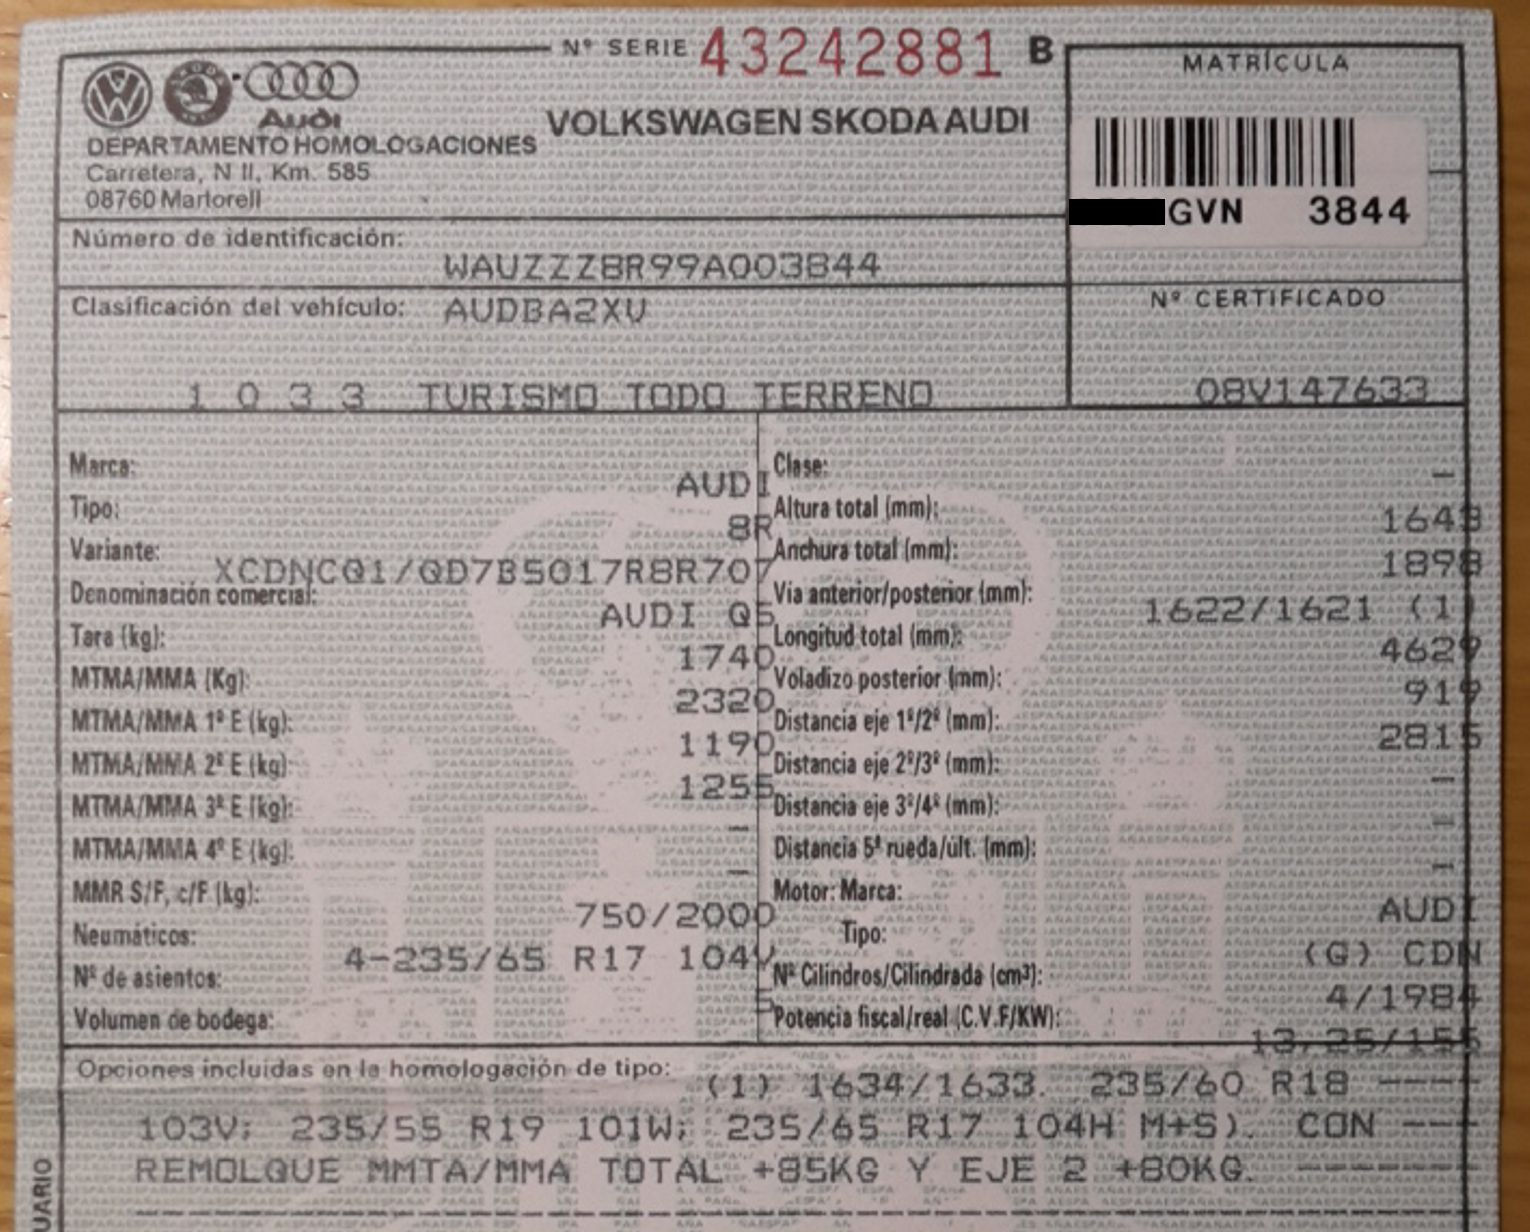 Nº SERIE 43242881 B
MATRÍCULA
Audi
VOLKSWAGEN SKODA AUDI
DEPARTAMENTO HOMOLOGACIONES
Carretera, N II, Km. 585
08760 Martorell
GVN 3844
Número de identificación:
WAUZZZ8R99A003844
Clasificación del vehículo: AUDBA2XV
Nº CERTIFICADO
1 0 3 3 TURISMO TODO TERRENO
08V147633
Marca: AUDI
Tipo: 8R
Variante: XCDNCQ1/QD7B5017R8R707
Denominación comercial: AUDI Q5
Tara (kg): 1740
MTMA/MMA (Kg): 2320
MTMA/MMA 1º E (kg): 1190
MTMA/MMA 2º E (kg): 1255
MTMA/MMA 3º E (kg): –
MTMA/MMA 4º E (kg): –
MMR S/F, c/F (kg): 750/2000
Neumáticos: 4-235/65 R17 104V
Nº de asientos: 5
Volumen de bodega:
Clase: –
Altura total (mm): 1648
Anchura total (mm): 1898
Via anterior/posterior (mm): 1622/1621 (1)
Longitud total (mm): 4629
Voladizo posterior (mm): 919
Distancia eje 1º/2º (mm): 2815
Distancia eje 2º/3º (mm): –
Distancia eje 3º/4º (mm): –
Distancia 5ª rueda/últ. (mm): –
Motor: Marca: AUDI
Tipo: (G) CDN
Nº Cilindros/Cilindrada (cm³): 4/1984
Potencia fiscal/real (C.V.F/KW): 13,25/155
Opciones incluidas en la homologación de tipo: (1) 1634/1633. 235/60 R18 ----
103V; 235/55 R19 101W; 235/65 R17 104H M+S). CON ---
REMOLQUE MMTA/MMA TOTAL +85KG Y EJE 2 +80KG. -------
UARIO